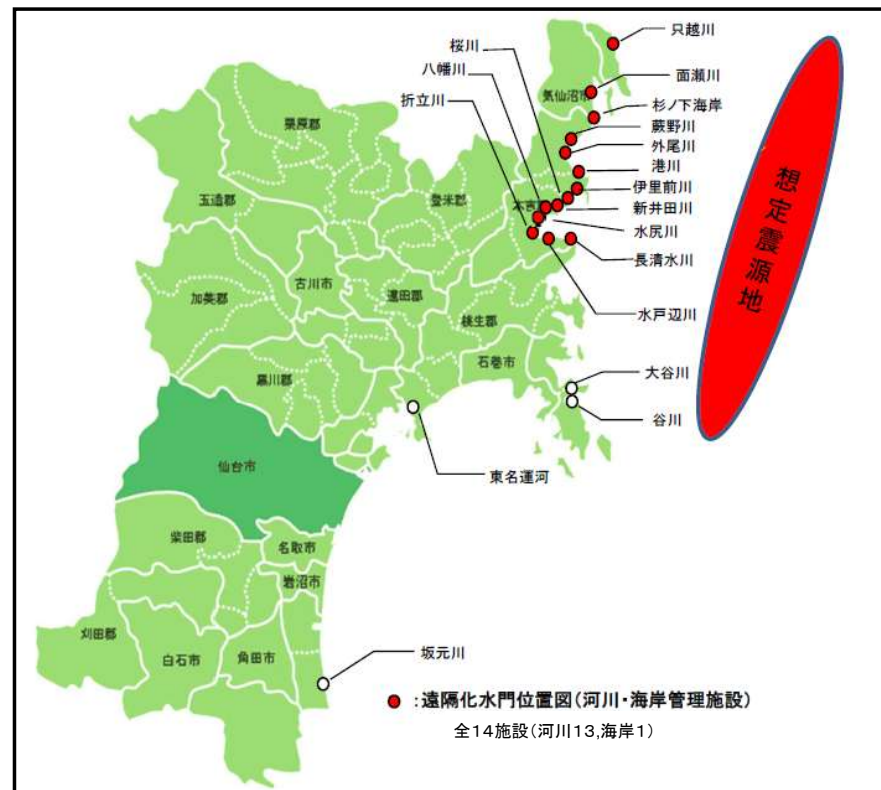 只越川
桜川
八幡川
面瀬川
折立川
気仙沼市
杉ノ下海岸
蕨野川
外尾川
港川
伊里前川
新井田川
水尻川
長清水川
水戸辺川
想定震源地
栗原郡
玉造郡
登米郡
本吉
古川市
遠田郡
加美郡
桃生郡
石巻市
黒川郡
大谷川
谷川
東名運河
仙台市
柴田郡
名取市
岩沼市
刈田郡
白石市
角田市
坂元川
:遠隔化水門位置図(河川・海岸管理施設)
全14施設(河川13,海岸1)